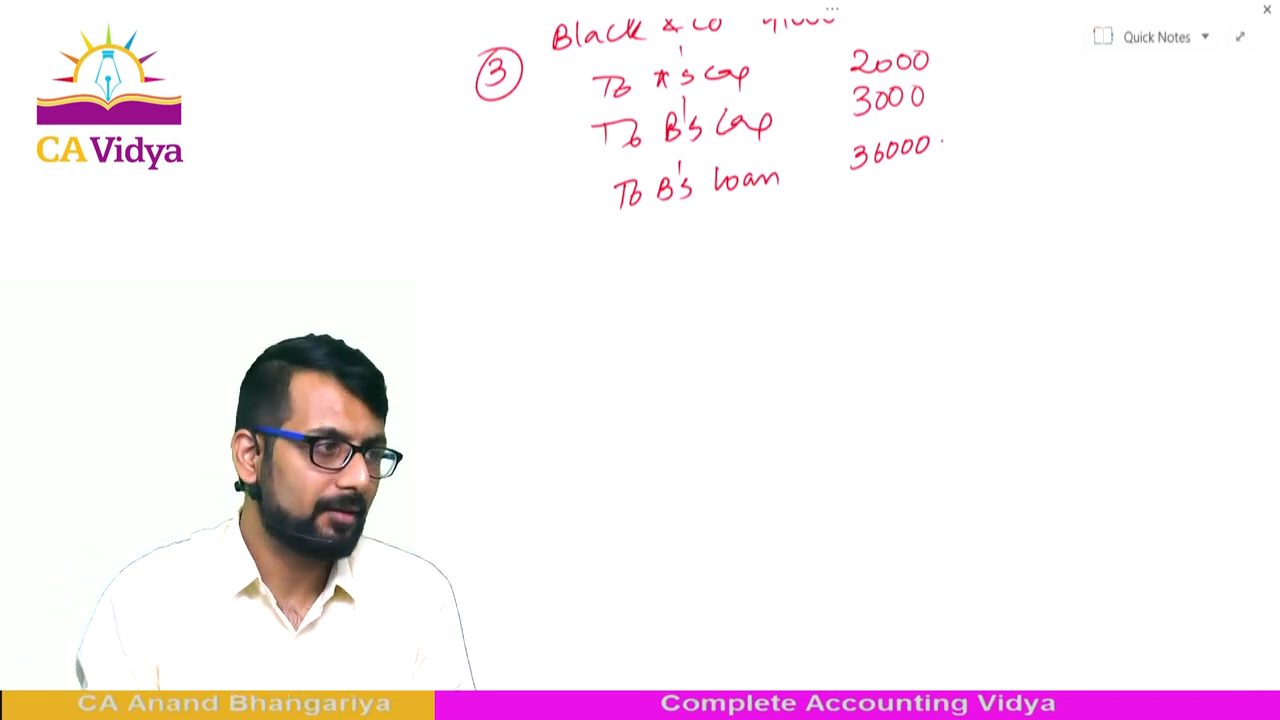 Quick Notes
Black & Co 41000
③ To A's Cap 2000
To B's Cap 3000
To B's Loan 36000
CA Vidya
CA Anand Bhangariya
Complete Accounting Vidya